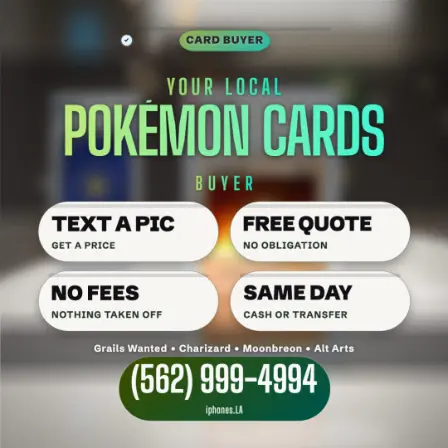 CARD BUYER
YOUR LOCAL
POKÉMON CARDS
BUYER
TEXT A PIC
GET A PRICE
FREE QUOTE
NO OBLIGATION
NO FEES
NOTHING TAKEN OFF
SAME DAY
CASH OR TRANSFER
Grails Wanted • Charizard • Moonbreon • Alt Arts
(562) 999-4994
iphones.LA